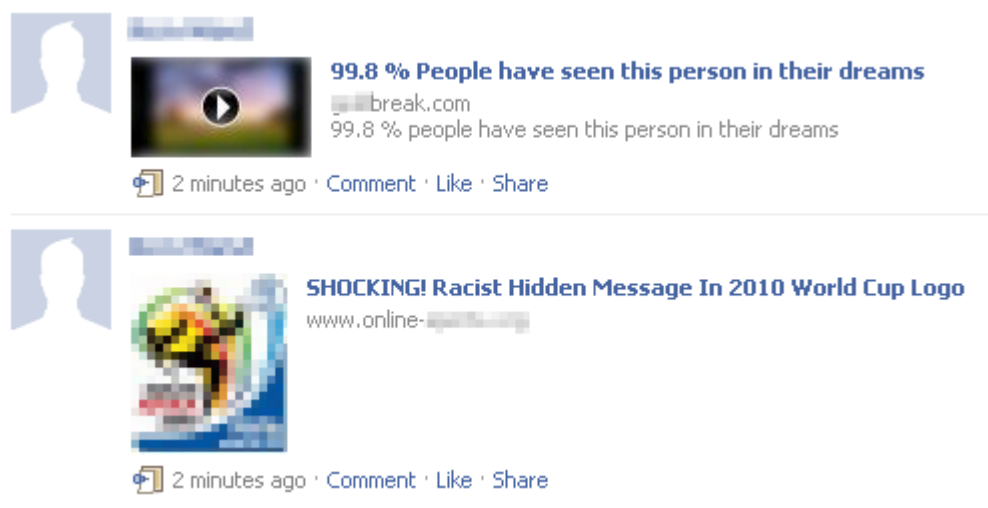 99.8 % People have seen this person in their dreams
break.com
99.8 % people have seen this person in their dreams
2 minutes ago · Comment · Like · Share
SHOCKING! Racist Hidden Message In 2010 World Cup Logo
www.online-
2 minutes ago · Comment · Like · Share